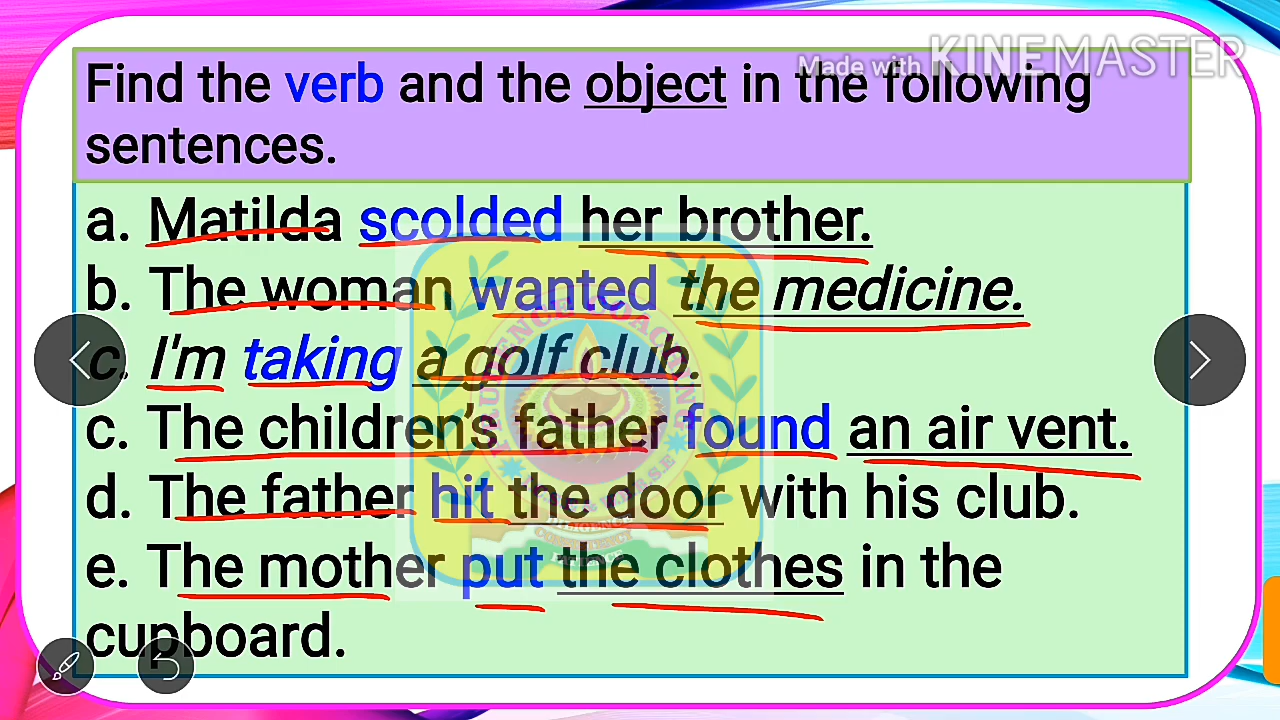 Made with KINEMASTER
Find the verb and the object in the following
sentences.
a. Matilda scolded her brother.
b. The woman wanted the medicine.
c. I'm taking a golf club.
c. The children's father found an air vent.
d. The father hit the door with his club.
e. The mother put the clothes in the
cupboard.